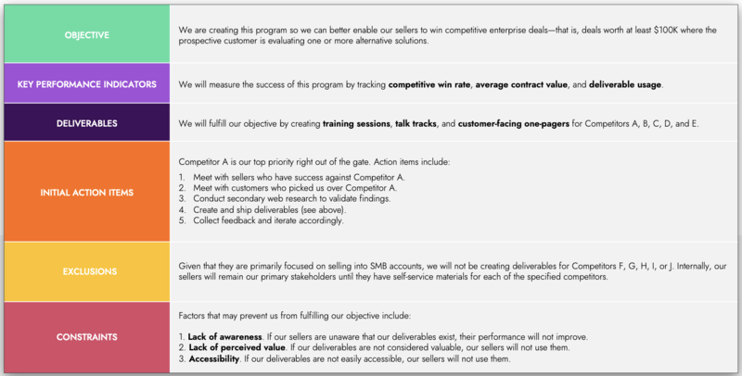 OBJECTIVE
We are creating this program so we can better enable our sellers to win competitive enterprise deals—that is, deals worth at least $100K where the
prospective customer is evaluating one or more alternative solutions.
KEY PERFORMANCE INDICATORS
We will measure the success of this program by tracking competitive win rate, average contract value, and deliverable usage.
DELIVERABLES
We will fulfill our objective by creating training sessions, talk tracks, and customer-facing one-pagers for Competitors A, B, C, D, and E.
INITIAL ACTION ITEMS
Competitor A is our top priority right out of the gate. Action items include:
1. Meet with sellers who have success against Competitor A.
2. Meet with customers who picked us over Competitor A.
3. Conduct secondary web research to validate findings.
4. Create and ship deliverables (see above).
5. Collect feedback and iterate accordingly.
EXCLUSIONS
Given that they are primarily focused on selling into SMB accounts, we will not be creating deliverables for Competitors F, G, H, I, or J. Internally, our
sellers will remain our primary stakeholders until they have self-service materials for each of the specified competitors.
CONSTRAINTS
Factors that may prevent us from fulfilling our objective include:
1. Lack of awareness. If our sellers are unaware that our deliverables exist, their performance will not improve.
2. Lack of perceived value. If our deliverables are not considered valuable, our sellers will not use them.
3. Accessibility. If our deliverables are not easily accessible, our sellers will not use them.